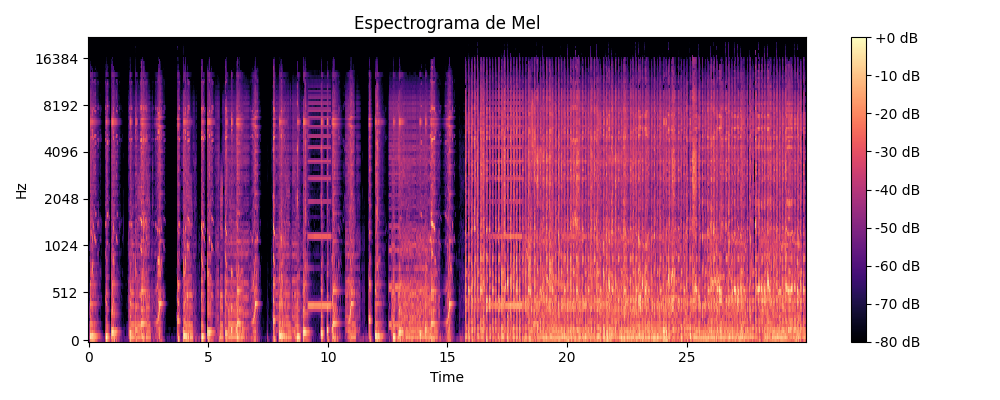 Espectrograma de Mel
Hz
16384
8192
4096
2048
1024
512
0
0 5 10 15 20 25
Time
+0 dB
-10 dB
-20 dB
-30 dB
-40 dB
-50 dB
-60 dB
-70 dB
-80 dB